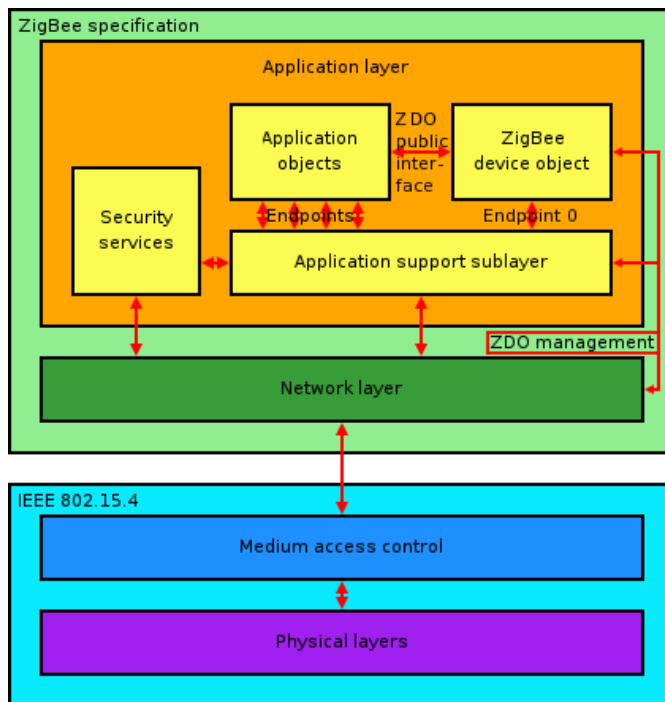 ZigBee specification
Application layer
Application
objects
ZDO
public
inter-
face
ZigBee
device object
Security
services
Endpoints
Endpoint 0
Application support sublayer
ZDO management
Network layer
IEEE 802.15.4
Medium access control
Physical layers